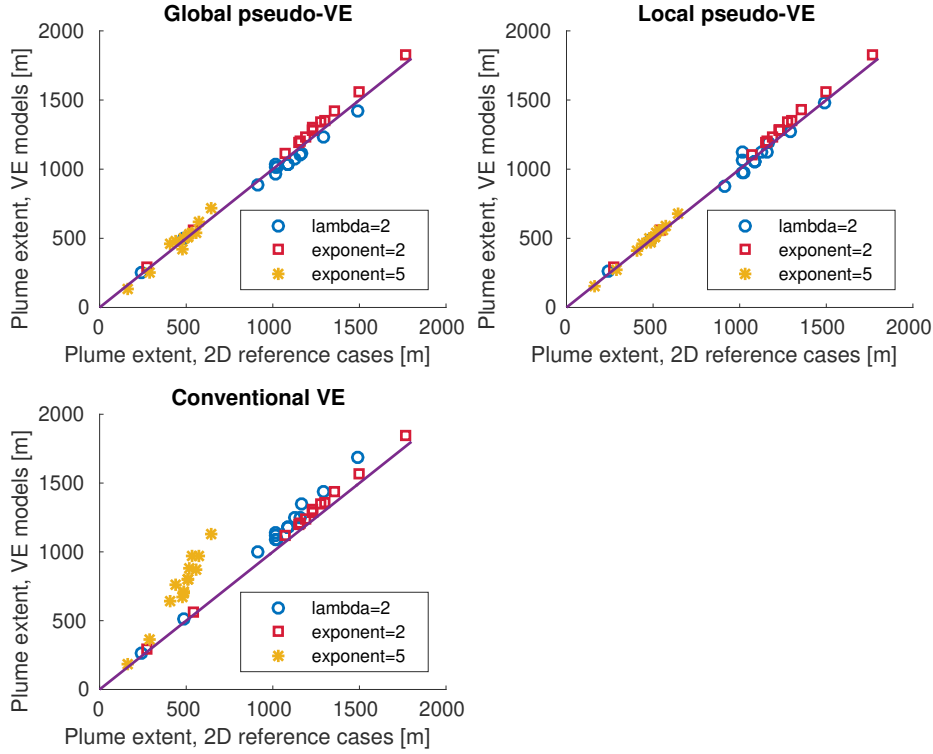 Global pseudo-VE
Plume extent, VE models [m]
2000
1500
1000
500
0
lambda=2
exponent=2
exponent=5
0 500 1000 1500 2000
Plume extent, 2D reference cases [m]
Local pseudo-VE
Plume extent, VE models [m]
2000
1500
1000
500
0
lambda=2
exponent=2
exponent=5
0 500 1000 1500 2000
Plume extent, 2D reference cases [m]
Conventional VE
Plume extent, VE models [m]
2000
1500
1000
500
0
lambda=2
exponent=2
exponent=5
0 500 1000 1500 2000
Plume extent, 2D reference cases [m]